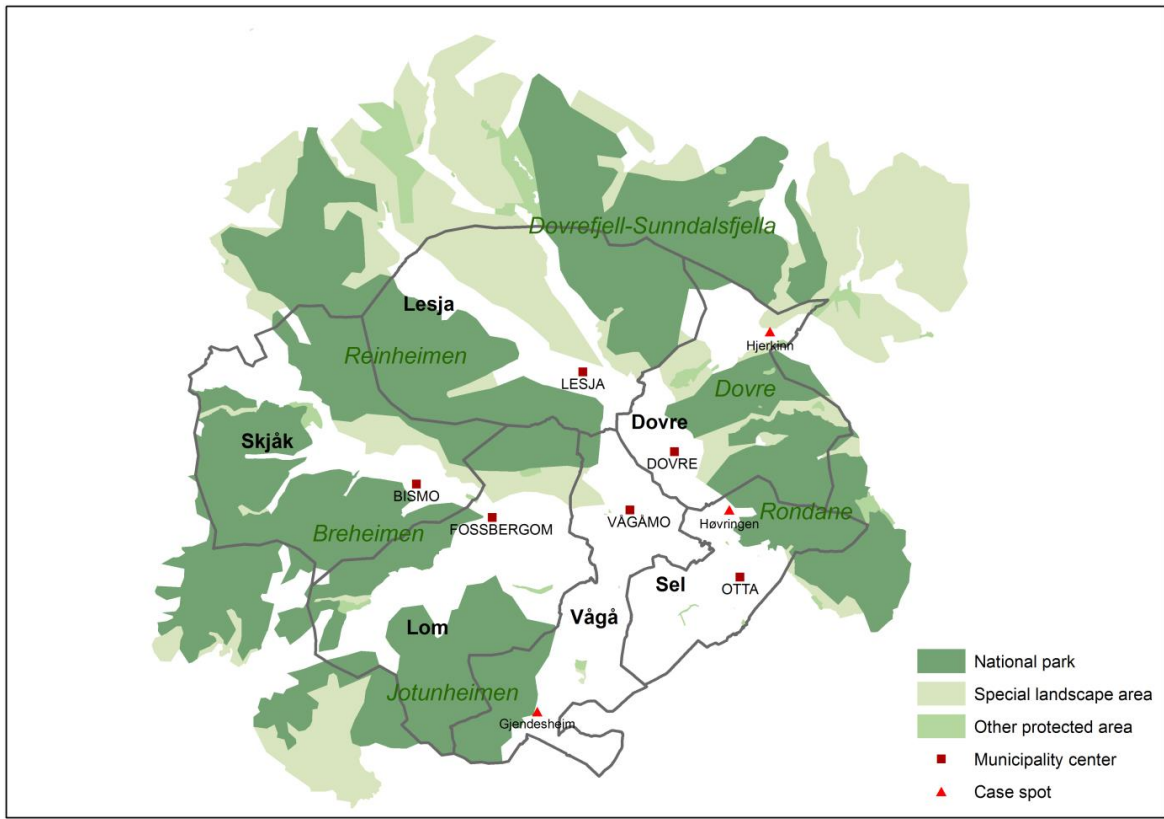 Dovrefjell-Sunndalsfjella
Lesja
Hjerkinn
Reinheimen
LESJA
Dovre
Dovre
Skjåk
DOVRE
BISMO
Rondane
Høvringen
VÅGÅMO
FOSSBERGOM
Breheimen
Sel
OTTA
Vågå
Lom
Jotunheimen
Gjendesheim
National park
Special landscape area
Other protected area
Municipality center
Case spot